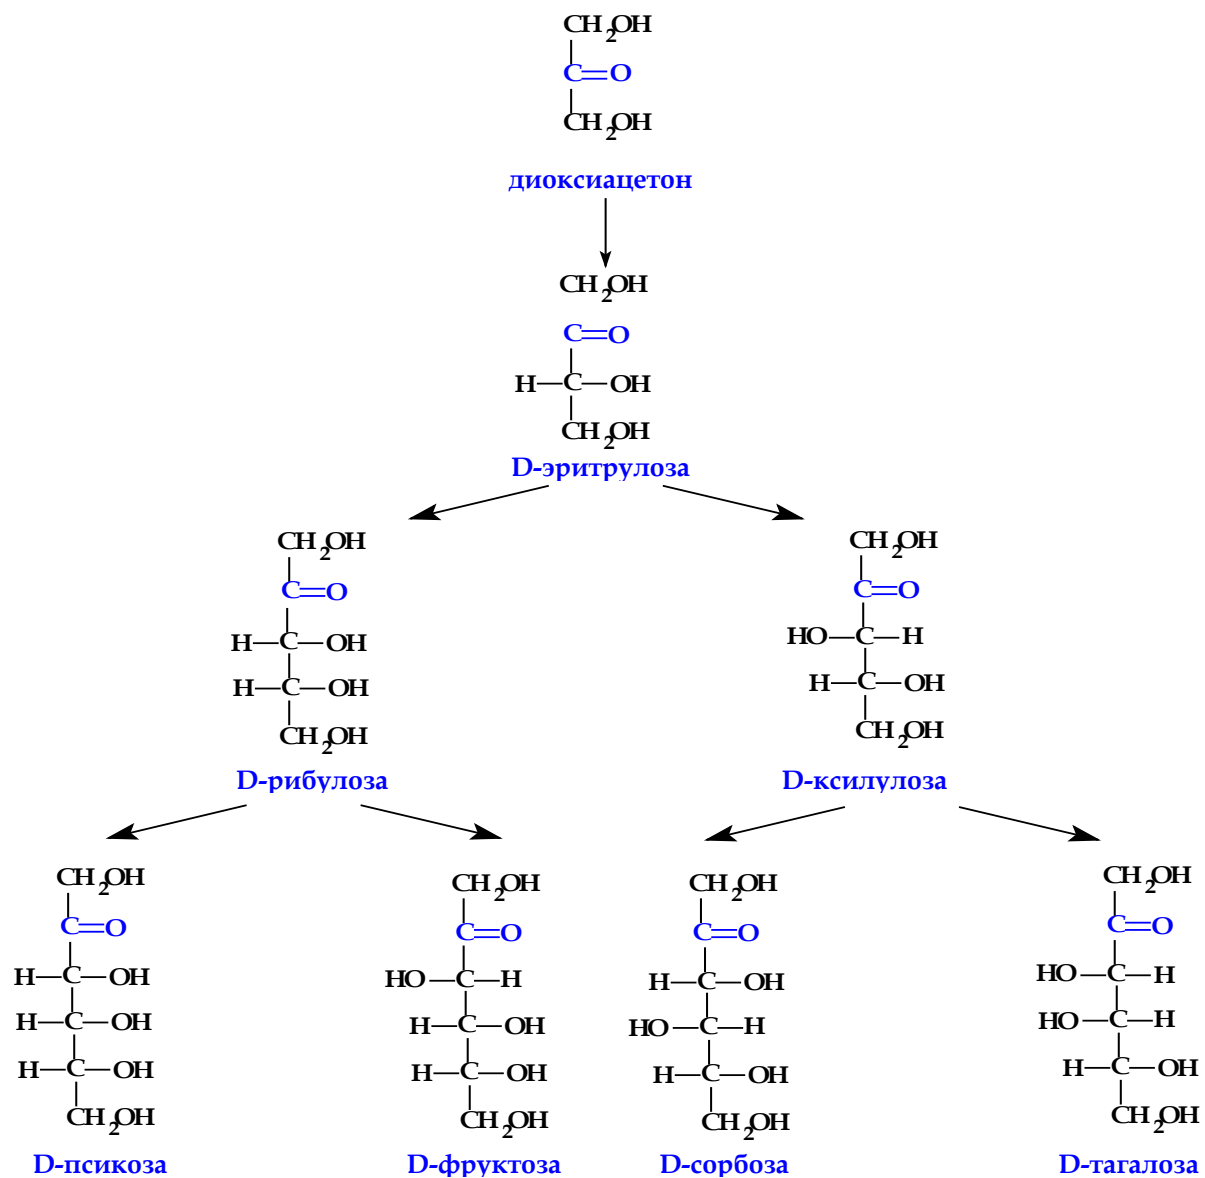 CH2OH
C=O
CH2OH
диоксиацетон
CH2OH
C=O
H—C—OH
CH2OH
D-эритрулоза
CH2OH
C=O
H—C—OH
H—C—OH
CH2OH
D-рибулоза
CH2OH
C=O
HO—C—H
H—C—OH
CH2OH
D-ксилулоза
CH2OH
C=O
H—C—OH
H—C—OH
H—C—OH
CH2OH
D-псикоза
CH2OH
C=O
HO—C—H
H—C—OH
H—C—OH
CH2OH
D-фруктоза
CH2OH
C=O
H—C—OH
HO—C—H
H—C—OH
CH2OH
D-сорбоза
CH2OH
C=O
HO—C—H
HO—C—H
H—C—OH
CH2OH
D-тагалоза